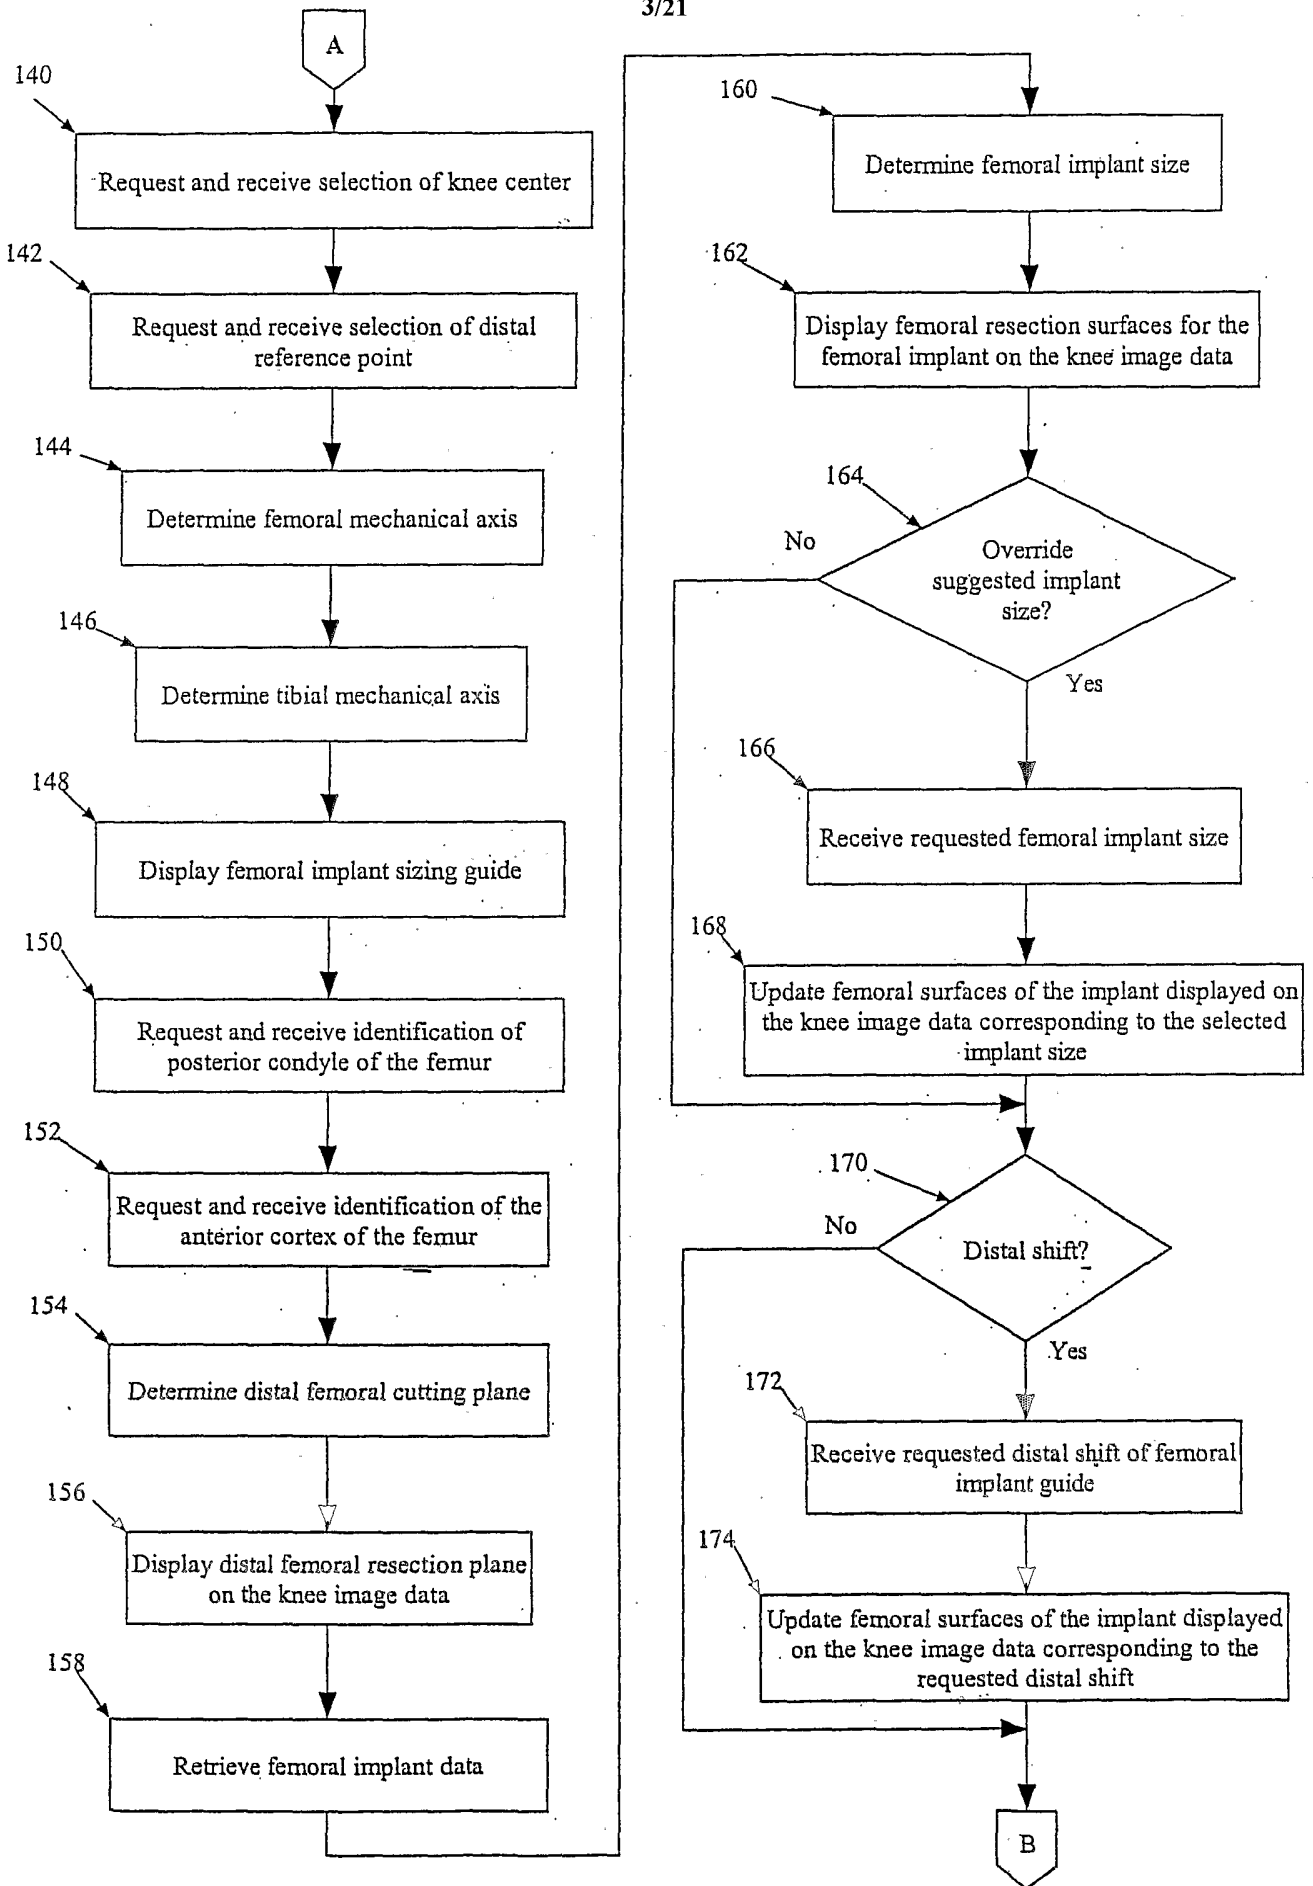 3/21
A
140
Request and receive selection of knee center
142
Request and receive selection of distal
reference point
144
Determine femoral mechanical axis
146
Determine tibial mechanical axis
148
Display femoral implant sizing guide
150
Request and receive identification of
posterior condyle of the femur
152
Request and receive identification of the
anterior cortex of the femur
154
Determine distal femoral cutting plane
156
Display distal femoral resection plane
on the knee image data
158
Retrieve femoral implant data
160
Determine femoral implant size
162
Display femoral resection surfaces for the
femoral implant on the knee image data
164
No
Override
suggested implant
size?
Yes
166
Receive requested femoral implant size
168
Update femoral surfaces of the implant displayed on
the knee image data corresponding to the selected
implant size
170
No
Distal shift?
Yes
172
Receive requested distal shift of femoral
implant guide
174
Update femoral surfaces of the implant displayed
on the knee image data corresponding to the
requested distal shift
B